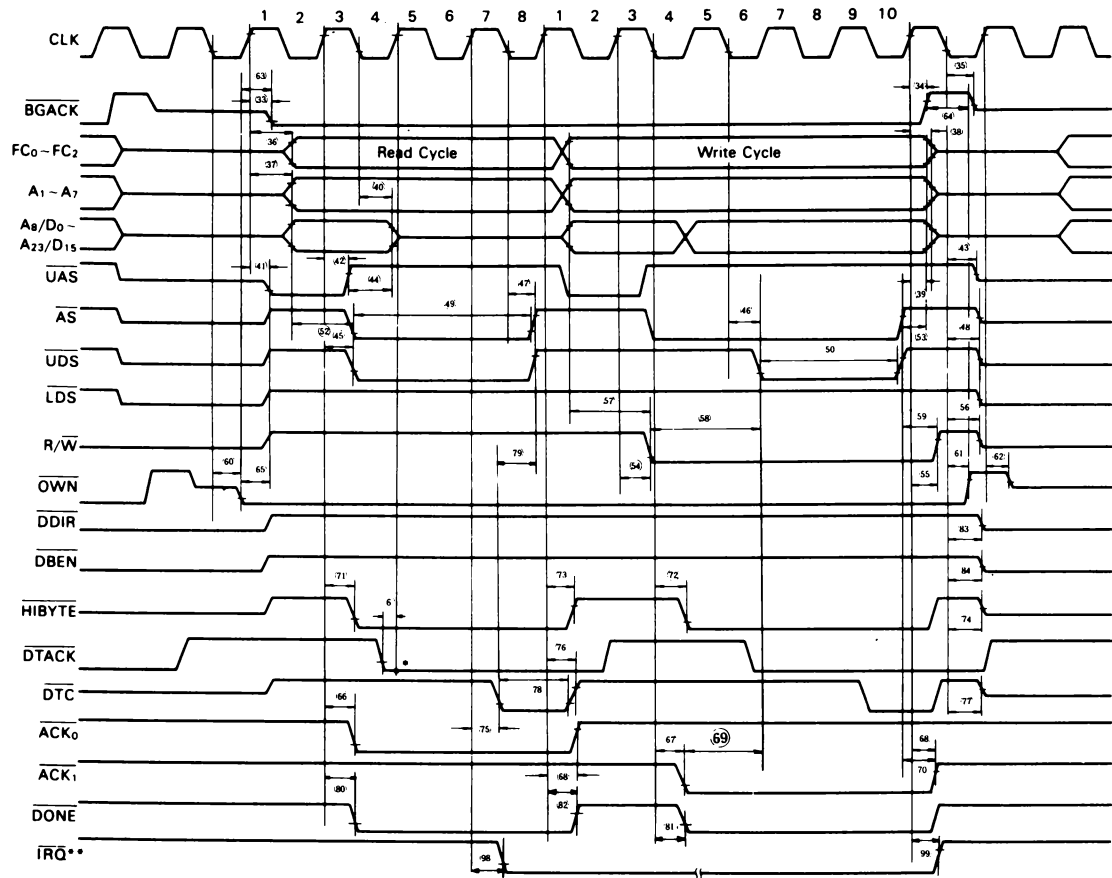 1 2 3 4 5 6 7 8 1 2 3 4 5 6 7 8 9 10
CLK
63 35
33 34
BGACK
64
36 38
FC0~FC2 Read Cycle Write Cycle
37
A1~A7
40
A8/D0~
A23/D15
41 42 43
UAS
44 47 39
49 46
AS
52 45 53 48
50
UDS
LDS
57 58 59 56
R/W
79 54
60 65 55 61 62
OWN
DDIR
83
DBEN
84
71 73 72
HIBYTE
6 74
DTACK
* 76
DTC
78
66 75 77
ACK0
67 69 68
ACK1
68 70
80 82
DONE
81
IRQ**
98 99